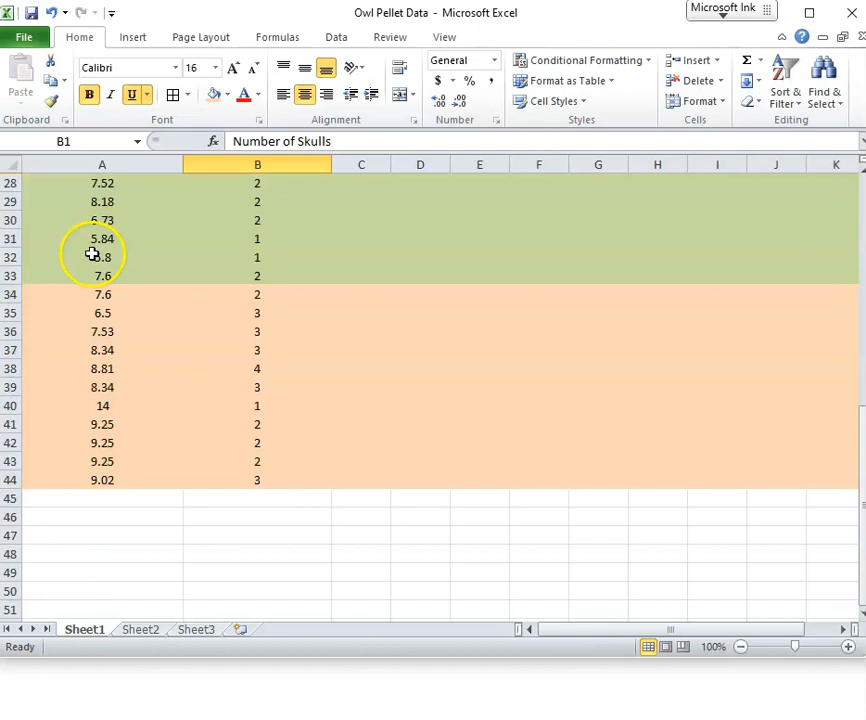 Owl Pellet Data - Microsoft Excel
Microsoft Ink
File Home Insert Page Layout Formulas Data Review View
Calibri 16 General Conditional Formatting Insert
Paste B I U A $ % , Format as Table Delete Sort & Find &
Cell Styles Format Filter Select
Clipboard Font Alignment Number Styles Cells Editing
B1 fx Number of Skulls
A B C D E F G H I J K
28 7.52 2
29 8.18 2
30 6.73 2
31 5.84 1
32 .8 1
33 7.6 2
34 7.6 2
35 6.5 3
36 7.53 3
37 8.34 3
38 8.81 4
39 8.34 3
40 14 1
41 9.25 2
42 9.25 2
43 9.25 2
44 9.02 3
45
46
47
48
49
50
51
Sheet1 Sheet2 Sheet3
Ready 100%